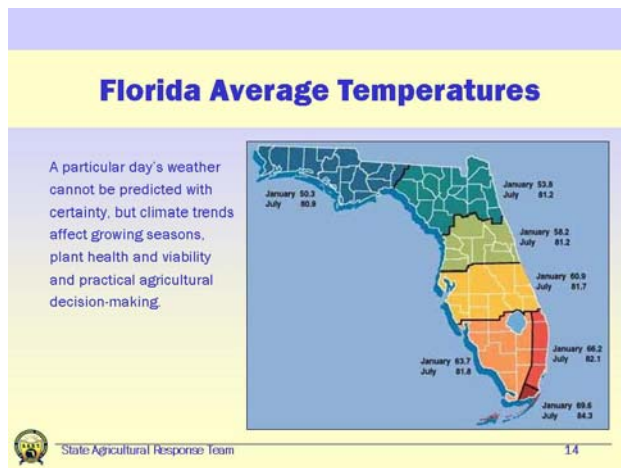 Florida Average Temperatures
A particular day's weather
cannot be predicted with
certainty, but climate trends
affect growing seasons,
plant health and viability
and practical agricultural
decision-making.
January 50.3
July 80.9
January 53.8
July 81.2
January 58.2
July 81.2
January 60.9
July 81.7
January 66.2
July 82.1
January 63.7
July 81.8
January 69.6
July 84.3
State Agricultural Response Team
14